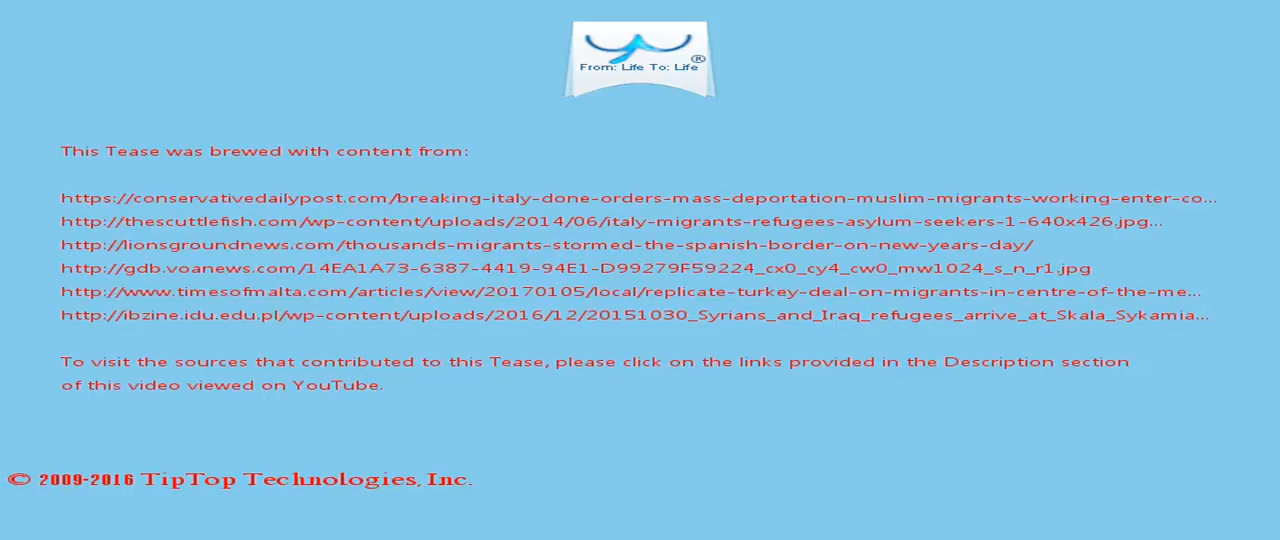 From: Life To: Life®
This Tease was brewed with content from:
https://conservativedailypost.com/breaking-italy-done-orders-mass-deportation-muslim-migrants-working-enter-co...
http://thescuttlefish.com/wp-content/uploads/2014/06/italy-migrants-refugees-asylum-seekers-1-640x426.jpg...
http://lionsgroundnews.com/thousands-migrants-stormed-the-spanish-border-on-new-years-day/
http://gdb.voanews.com/14EA1A73-6387-4419-94E1-D99279F59224_cx0_cy4_cw0_mw1024_s_n_r1.jpg
http://www.timesofmalta.com/articles/view/20170105/local/replicate-turkey-deal-on-migrants-in-centre-of-the-me...
http://ibzine.idu.edu.pl/wp-content/uploads/2016/12/20151030_Syrians_and_Iraq_refugees_arrive_at_Skala_Sykamia...
To visit the sources that contributed to this Tease, please click on the links provided in the Description section
of this video viewed on YouTube.
© 2009-2016 TipTop Technologies, Inc.